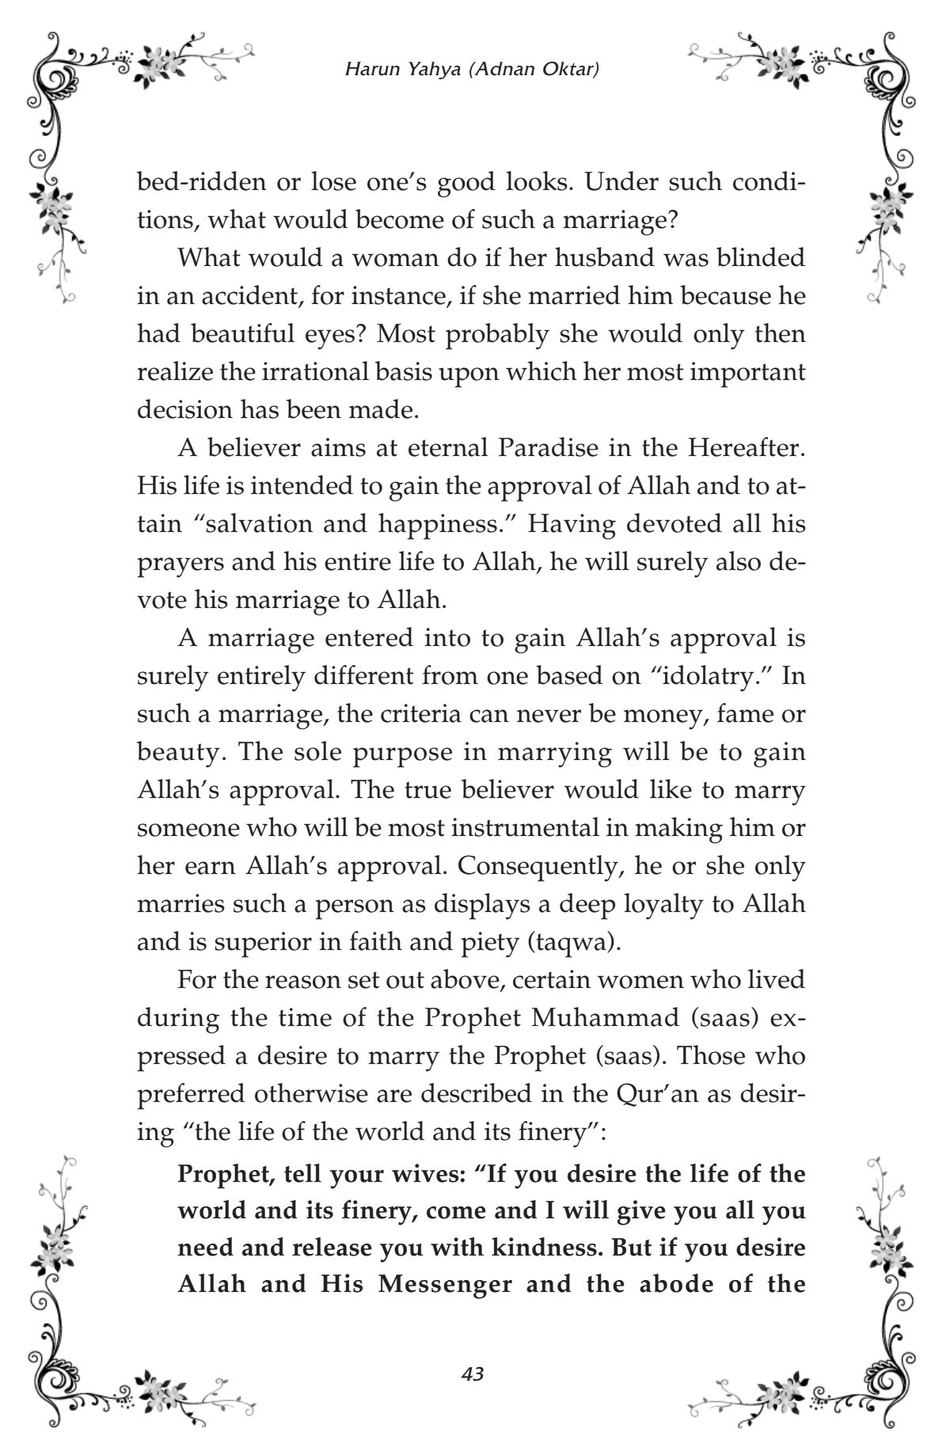 Harun Yahya (Adnan Oktar)
bed-ridden or lose one’s good looks. Under such condi-
tions, what would become of such a marriage?
What would a woman do if her husband was blinded
in an accident, for instance, if she married him because he
had beautiful eyes? Most probably she would only then
realize the irrational basis upon which her most important
decision has been made.
A believer aims at eternal Paradise in the Hereafter.
His life is intended to gain the approval of Allah and to at-
tain “salvation and happiness.” Having devoted all his
prayers and his entire life to Allah, he will surely also de-
vote his marriage to Allah.
A marriage entered into to gain Allah’s approval is
surely entirely different from one based on “idolatry.” In
such a marriage, the criteria can never be money, fame or
beauty. The sole purpose in marrying will be to gain
Allah’s approval. The true believer would like to marry
someone who will be most instrumental in making him or
her earn Allah’s approval. Consequently, he or she only
marries such a person as displays a deep loyalty to Allah
and is superior in faith and piety (taqwa).
For the reason set out above, certain women who lived
during the time of the Prophet Muhammad (saas) ex-
pressed a desire to marry the Prophet (saas). Those who
preferred otherwise are described in the Qur’an as desir-
ing “the life of the world and its finery”:
Prophet, tell your wives: “If you desire the life of the
world and its finery, come and I will give you all you
need and release you with kindness. But if you desire
Allah and His Messenger and the abode of the
43